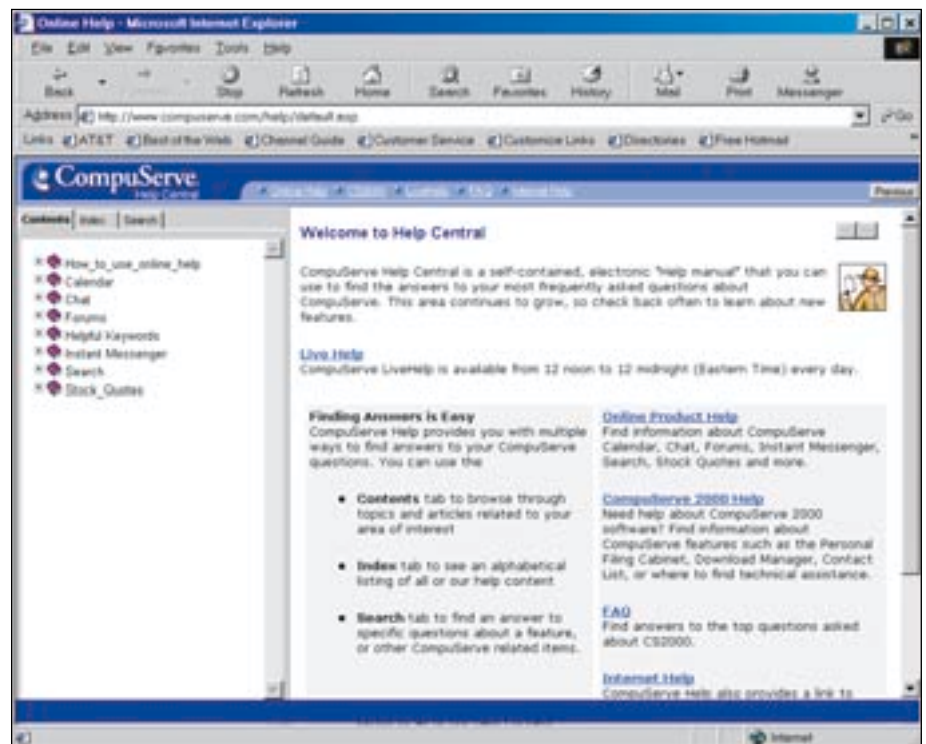 Online Help - Microsoft Internet Explorer
File Edit View Favorites Tools Help
Back Stop Refresh Home Search Favorites History Mail Print Messenger
Address http://www.compuserve.com/help/default.asp Go
Links AT&T Best of the Web Channel Guide Customer Service Customize Links Directories Free Hotmail
CompuServe
Help Central
Previous
Contents Index Search
How_to_use_online_help
Calendar
Chat
Forums
Helpful Keywords
Instant Messenger
Search
Stock_Quotes
Welcome to Help Central
CompuServe Help Central is a self-contained, electronic "help manual" that you can
use to find the answers to your most frequently asked questions about
CompuServe. This area continues to grow, so check back often to learn about new
features.
Live Help
CompuServe LiveHelp is available from 12 noon to 12 midnight (Eastern Time) every day.
Finding Answers is Easy
CompuServe Help provides you with multiple
ways to find answers to your CompuServe
questions. You can use the
• Contents tab to browse through
topics and articles related to your
area of interest
• Index tab to see an alphabetical
listing of all or our help content
• Search tab to find an answer to
specific questions about a feature,
or other CompuServe related items.
Online Product Help
Find information about CompuServe
Calendar, Chat, Forums, Instant Messenger,
Search, Stock Quotes and more.
CompuServe 2000 Help
Need help about CompuServe 2000
software? Find information about
CompuServe features such as the Personal
Filing Cabinet, Download Manager, Contact
List, or where to find technical assistance.
FAQ
Find answers to the top questions asked
about CS2000.
Internet Help
CompuServe Help also provides a link to
Internet